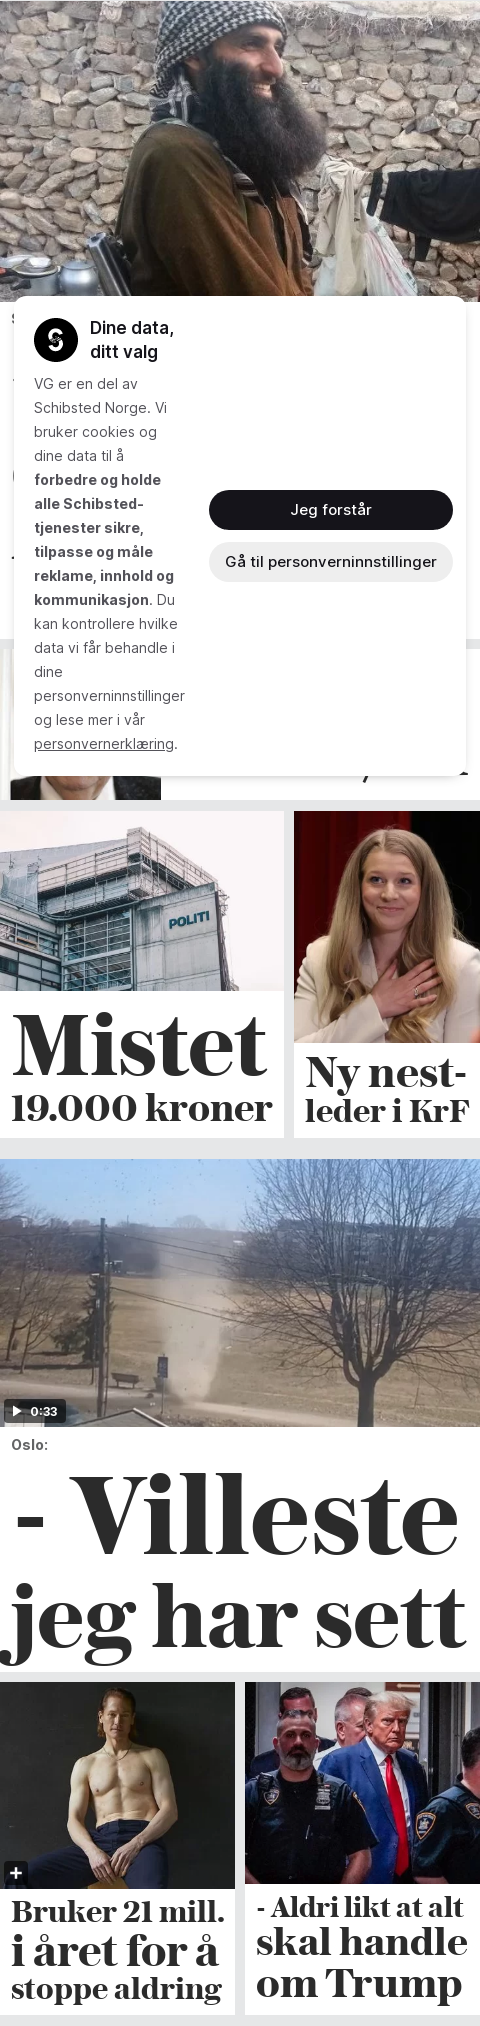 Dine data,
ditt valg
VG er en del av
Schibsted Norge. Vi
bruker cookies og
dine data til å
forbedre og holde
alle Schibsted-
tjenester sikre,
tilpasse og måle
reklame, innhold og
kommunikasjon. Du
kan kontrollere hvilke
data vi får behandle i
dine
personverninnstillinger
og lese mer i vår
personvernerklæring.
Jeg forstår
Gå til personverninnstillinger
POLITI
Mistet
19.000 kroner
Ny nest-
leder i KrF
0:33
Oslo:
- Villeste
jeg har sett
Bruker 21 mill.
i året for å
stoppe aldring
- Aldri likt at alt
skal handle
om Trump